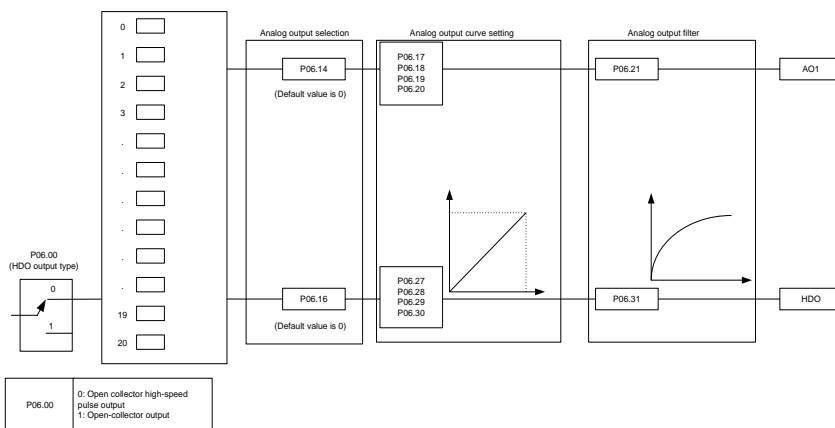 0
1
2
3
.
.
.
.
.
.
19
20
Analog output selection
P06.14
(Default value is 0)
P06.16
(Default value is 0)
Analog output curve setting
P06.17
P06.18
P06.19
P06.20
P06.27
P06.28
P06.29
P06.30
Analog output filter
P06.21
P06.31
AO1
HDO
P06.00
(HDO output type)
0
1
P06.00
0: Open collector high-speed
pulse output
1: Open-collector output